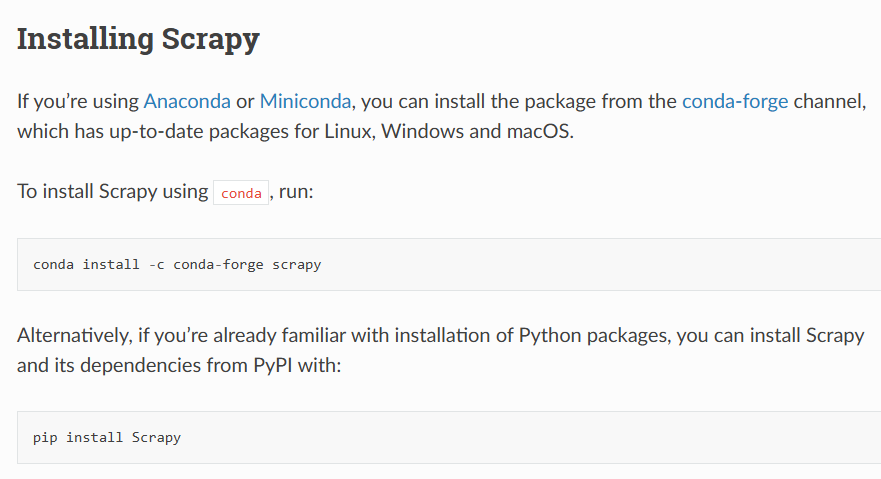 Installing Scrapy
If you’re using Anaconda or Miniconda, you can install the package from the conda-forge channel,
which has up-to-date packages for Linux, Windows and macOS.
To install Scrapy using conda, run:
conda install -c conda-forge scrapy
Alternatively, if you’re already familiar with installation of Python packages, you can install Scrapy
and its dependencies from PyPI with:
pip install Scrapy